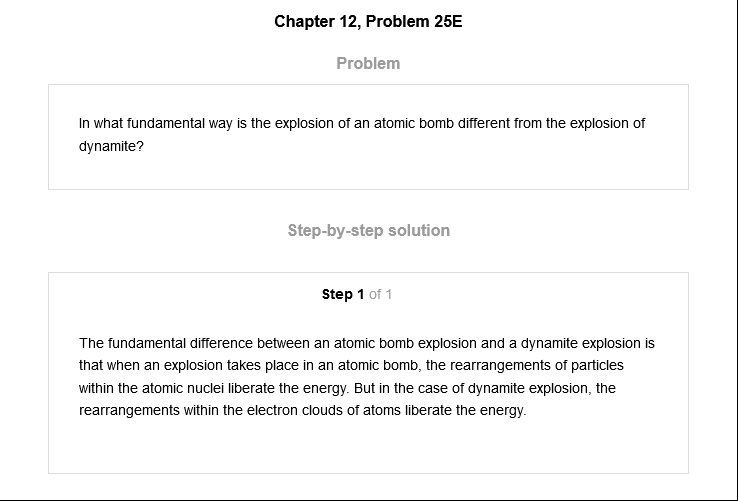 Chapter 12, Problem 25E
Problem
In what fundamental way is the explosion of an atomic bomb different from the explosion of
dynamite?
Step-by-step solution
Step 1 of 1
The fundamental difference between an atomic bomb explosion and a dynamite explosion is
that when an explosion takes place in an atomic bomb, the rearrangements of particles
within the atomic nuclei liberate the energy. But in the case of dynamite explosion, the
rearrangements within the electron clouds of atoms liberate the energy.